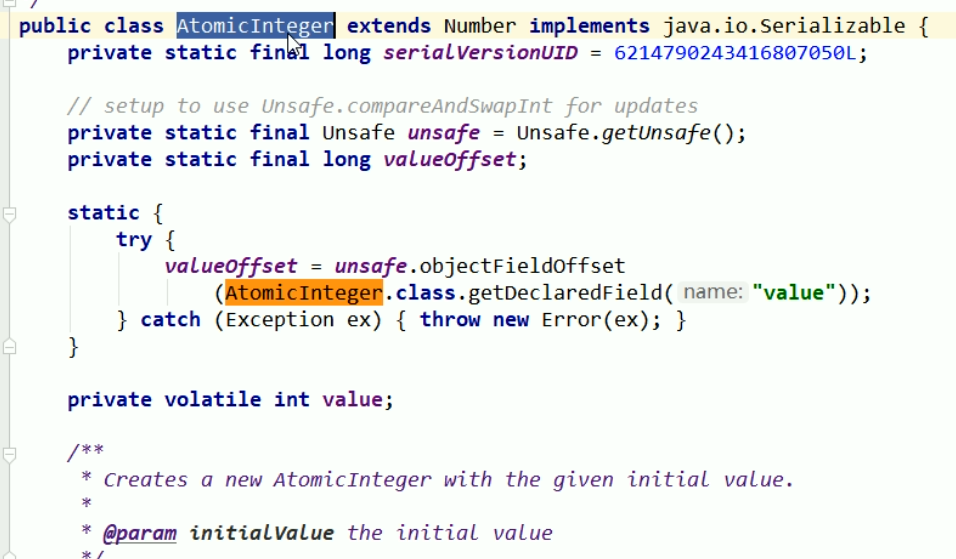 public class AtomicInteger extends Number implements java.io.Serializable {
private static final long serialVersionUID = 6214790243416807050L;
// setup to use Unsafe.compareAndSwapInt for updates
private static final Unsafe unsafe = Unsafe.getUnsafe();
private static final long valueOffset;
static {
try {
valueOffset = unsafe.objectFieldOffset
(AtomicInteger.class.getDeclaredField( name: "value"));
} catch (Exception ex) { throw new Error(ex); }
}
private volatile int value;
/**
* Creates a new AtomicInteger with the given initial value.
*
* @param initialValue the initial value
*/